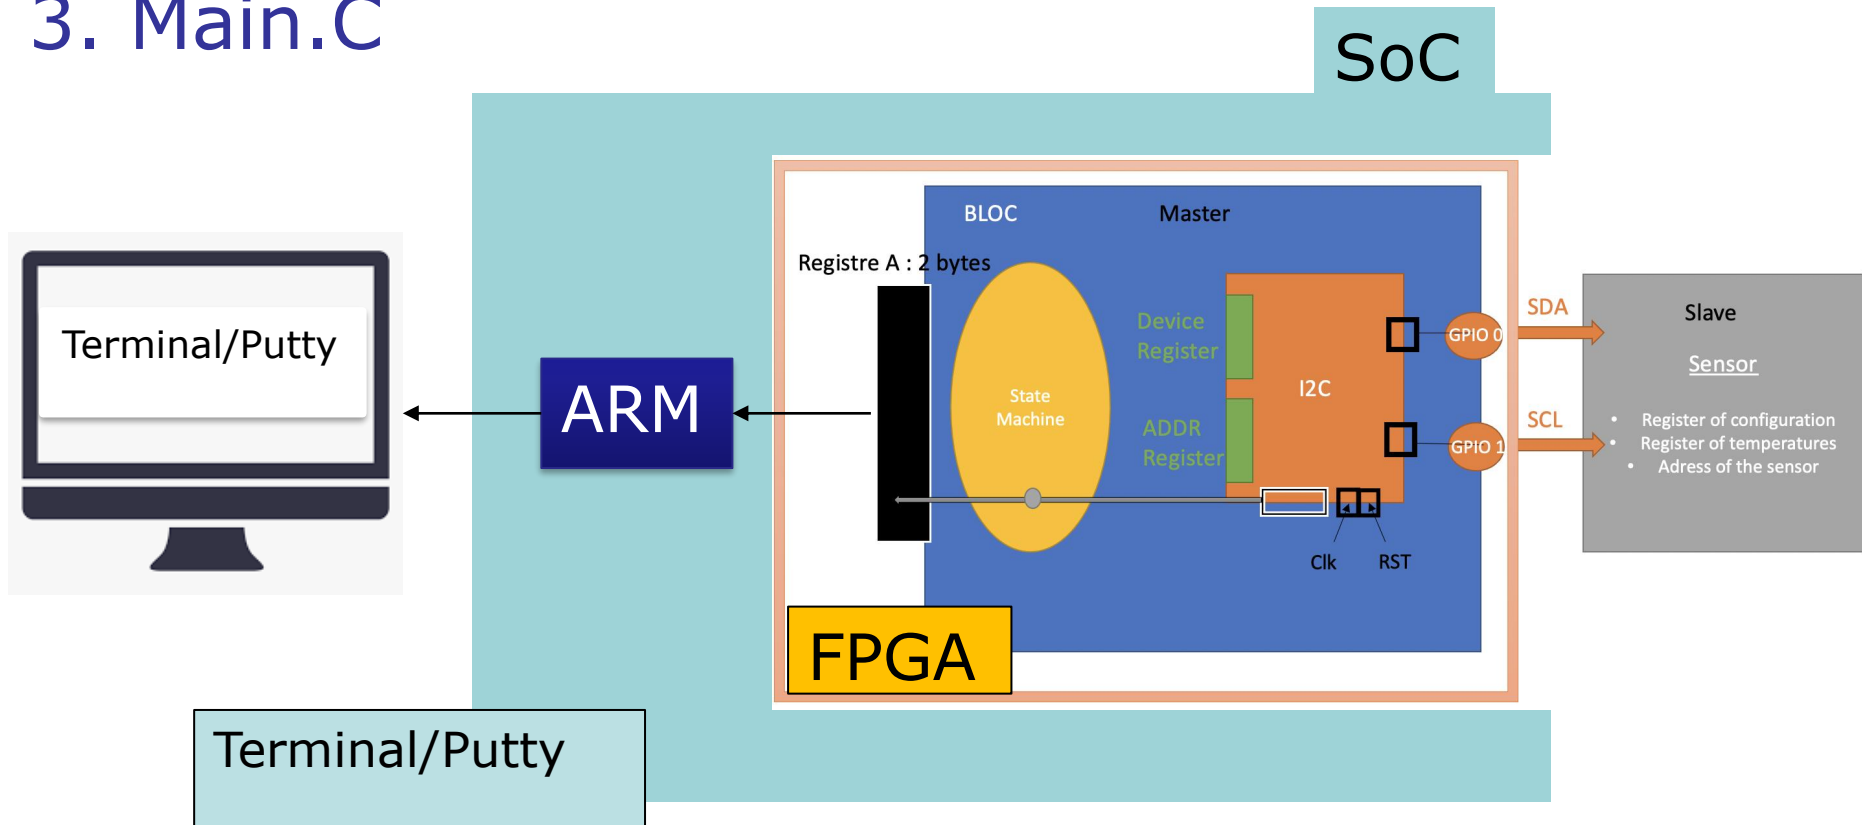 3. Main.C
SoC
BLOC
Master
Registre A : 2 bytes
Terminal/Putty
ARM
State
Machine
Device
Register
ADDR
Register
I2C
GPIO 0
GPIO 1
SDA
SCL
Clk
RST
Slave
Sensor
• Register of configuration
• Register of temperatures
• Adress of the sensor
FPGA
Terminal/Putty